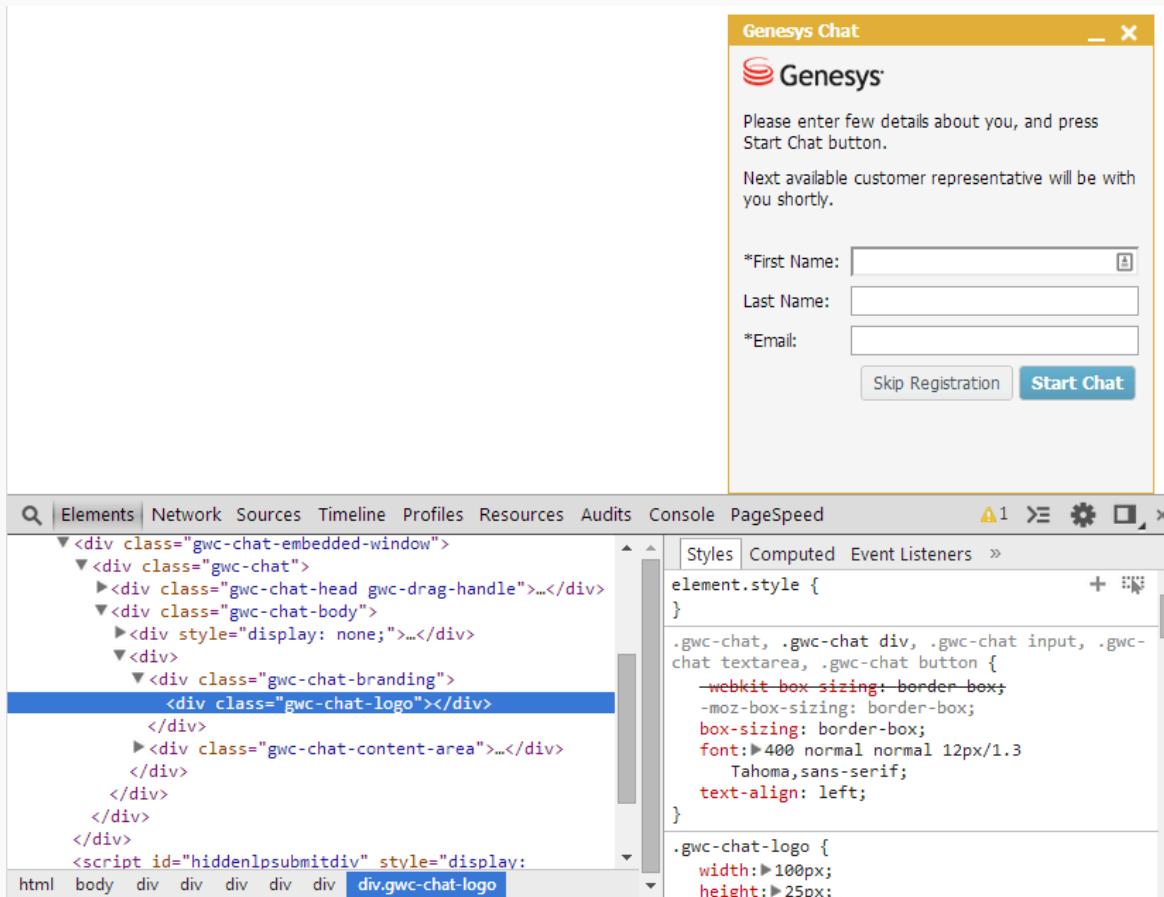 Genesys Chat
Genesys
Please enter few details about you, and press
Start Chat button.
Next available customer representative will be with
you shortly.
*First Name:
Last Name:
*Email:
Skip Registration Start Chat
Elements Network Sources Timeline Profiles Resources Audits Console PageSpeed 1
▼<div class="gwc-chat-embedded-window">
▼<div class="gwc-chat">
▶<div class="gwc-chat-head gwc-drag-handle">…</div>
▼<div class="gwc-chat-body">
▶<div style="display: none;">…</div>
▼<div>
▼<div class="gwc-chat-branding">
<div class="gwc-chat-logo"></div>
</div>
▶<div class="gwc-chat-content-area">…</div>
</div>
</div>
</div>
</div>
<script id="hiddenlpsubmitdiv" style="display:
html body div div div div div div.gwc-chat-logo
Styles Computed Event Listeners »
element.style {
}
.gwc-chat, .gwc-chat div, .gwc-chat input, .gwc-
chat textarea, .gwc-chat button {
-webkit-box-sizing: border-box;
-moz-box-sizing: border-box;
box-sizing: border-box;
font:▶400 normal normal 12px/1.3
Tahoma,sans-serif;
text-align: left;
}
.gwc-chat-logo {
width:▶100px;
height:▶25px;